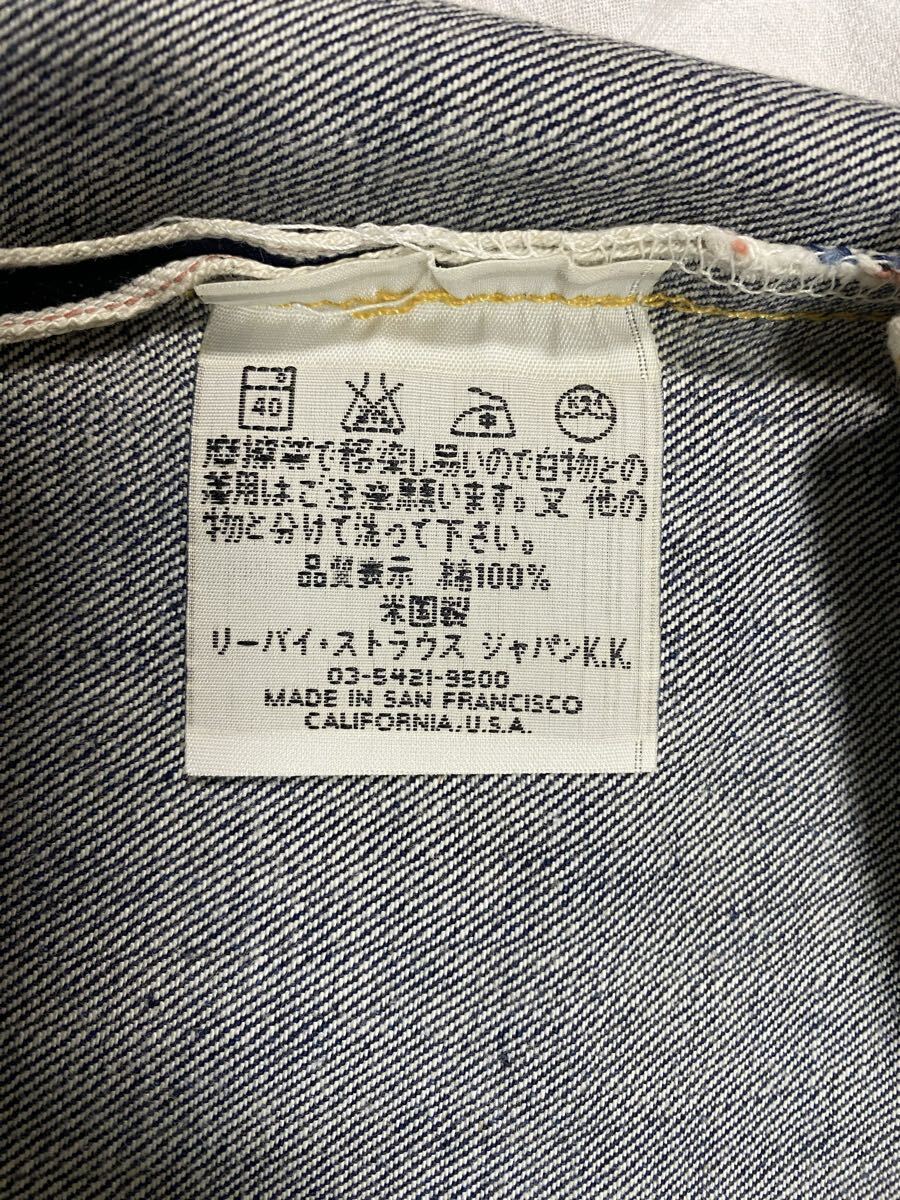 40
摩擦等で移染し易いので白物との
着用はご注意願います。又 他の
物と分けて洗って下さい。
品質表示 綿100%
米国製
リーバイ・ストラウス ジャパンK.K.
03-5421-9500
MADE IN SAN FRANCISCO
CALIFORNIA,U.S.A.